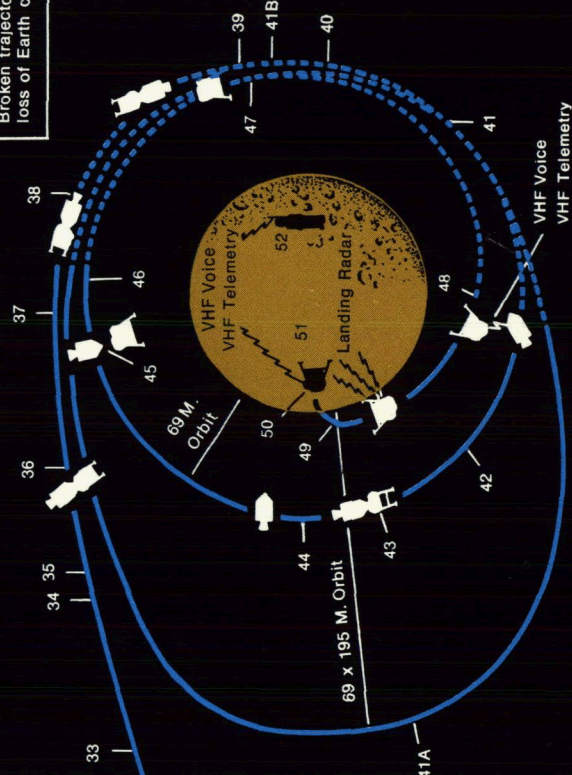 Broken trajecto
loss of Earth c
33
34
35
36
37
38
39
41B
40
47
41
46
45
69 M.
Orbit
VHF Voice
VHF Telemetry
52
51
50
49
Landing Radar
48
44
43
42
69 x 195 M. Orbit
41A
VHF Voice
VHF Telemetry